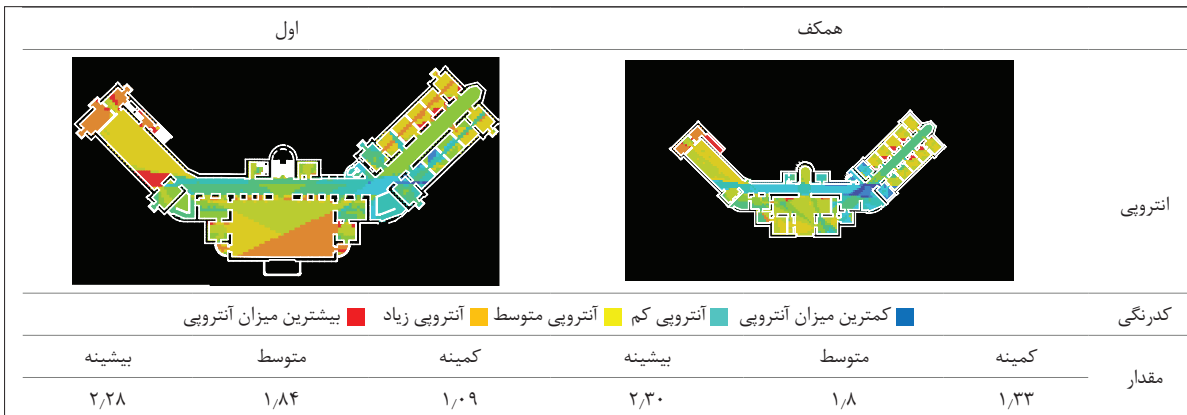 همکف اول
انتروپی
کدرنگی کمترین میزان آنتروپی آنتروپی کم آنتروپی متوسط آنتروپی زیاد بیشترین میزان آنتروپی
مقدار کمینه متوسط بیشینه کمینه متوسط بیشینه
۱٫۳۳ ۱٫۸ ۲٫۳۰ ۱٫۰۹ ۱٫۸۴ ۲٫۲۸